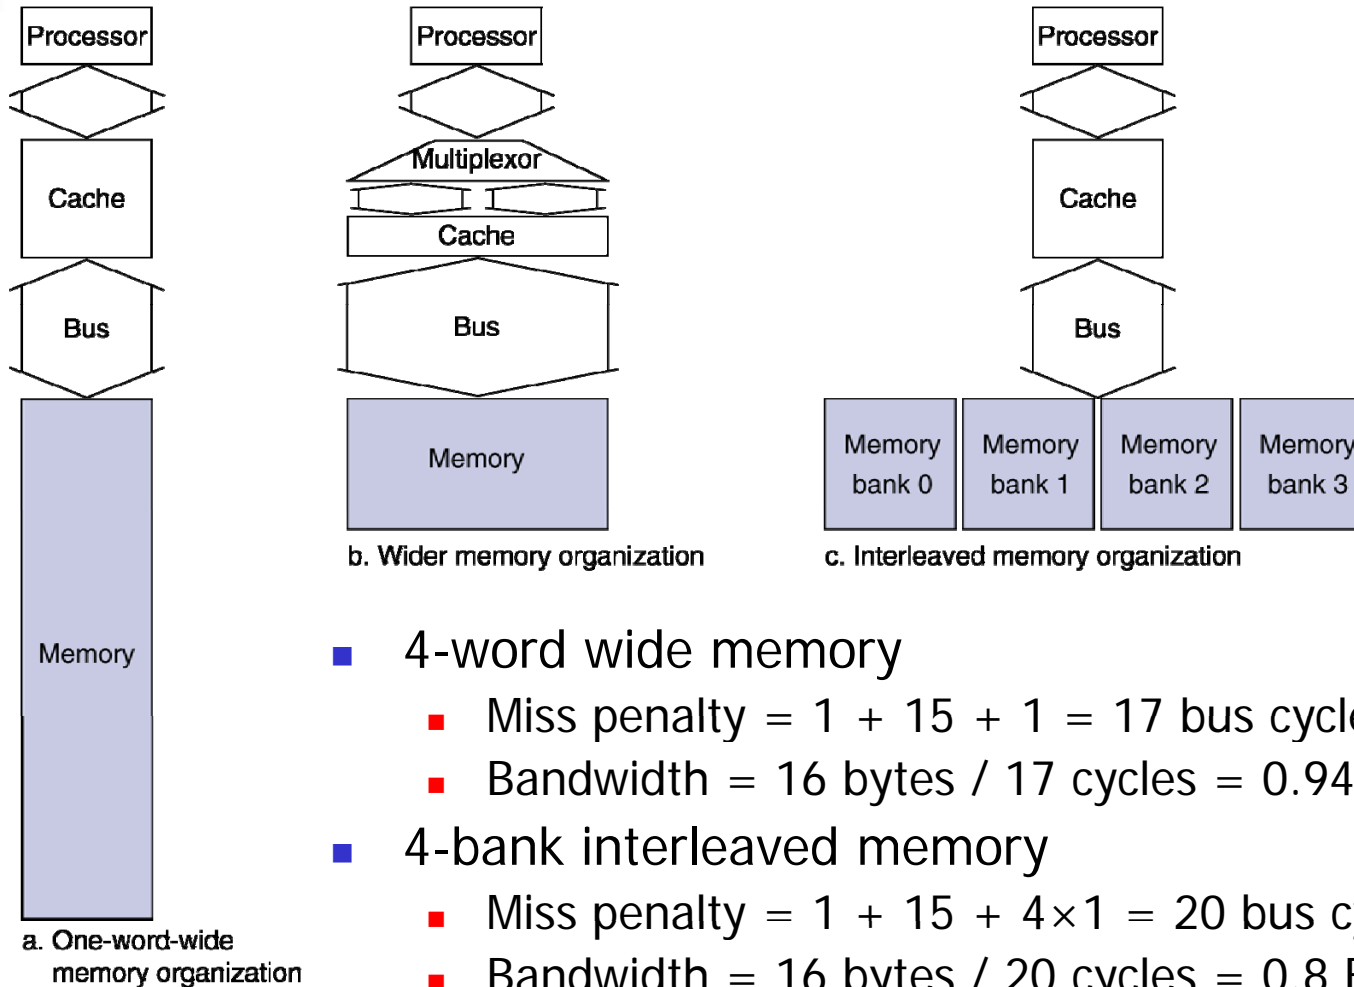 Processor
Cache
Bus
Memory
a. One-word-wide
memory organization
Processor
Multiplexor
Cache
Bus
Memory
b. Wider memory organization
Processor
Cache
Bus
Memory
bank 0
Memory
bank 1
Memory
bank 2
Memory
bank 3
c. Interleaved memory organization
4-word wide memory
Miss penalty = 1 + 15 + 1 = 17 bus
Bandwidth = 16 bytes / 17 cycles = 0.94
4-bank interleaved memory
Miss penalty = 1 + 15 + 4×1 = 20 bus
Bandwidth = 16 bytes / 20 cycles = 0.8